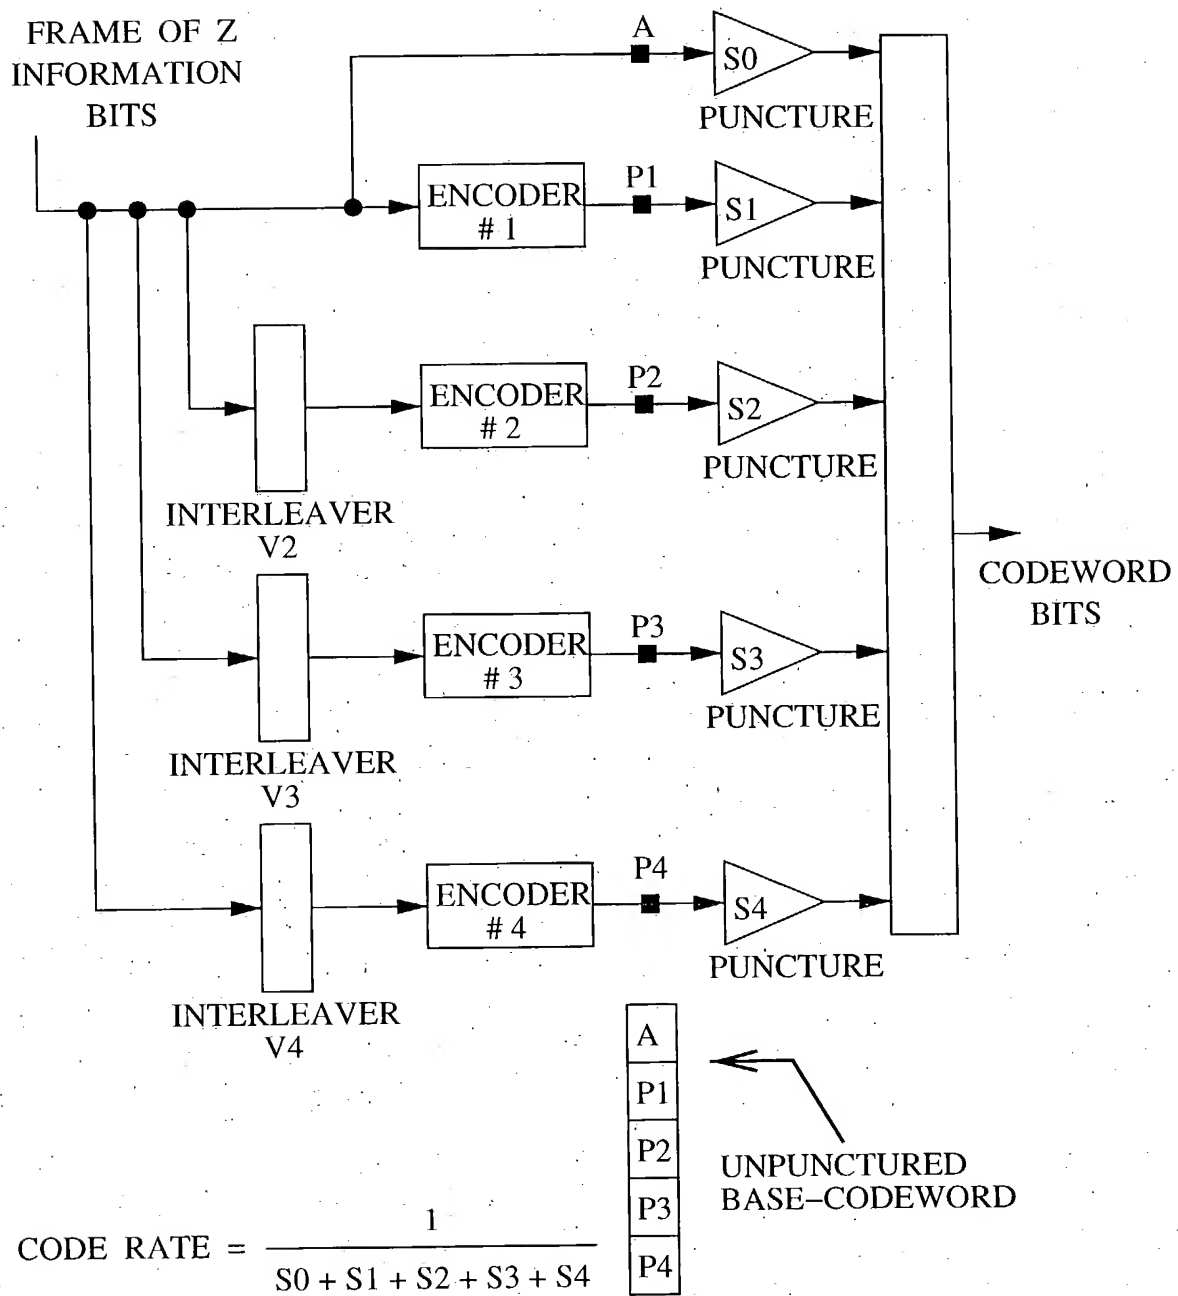 FRAME OF Z
INFORMATION
BITS
A
S0
PUNCTURE
ENCODER
# 1
P1
S1
PUNCTURE
INTERLEAVER
V2
ENCODER
# 2
P2
S2
PUNCTURE
CODEWORD
BITS
INTERLEAVER
V3
ENCODER
# 3
P3
S3
PUNCTURE
INTERLEAVER
V4
ENCODER
# 4
P4
S4
PUNCTURE
A
P1
P2
P3
P4
UNPUNCTURED
BASE–CODEWORD
CODE RATE = 1
S0 + S1 + S2 + S3 + S4